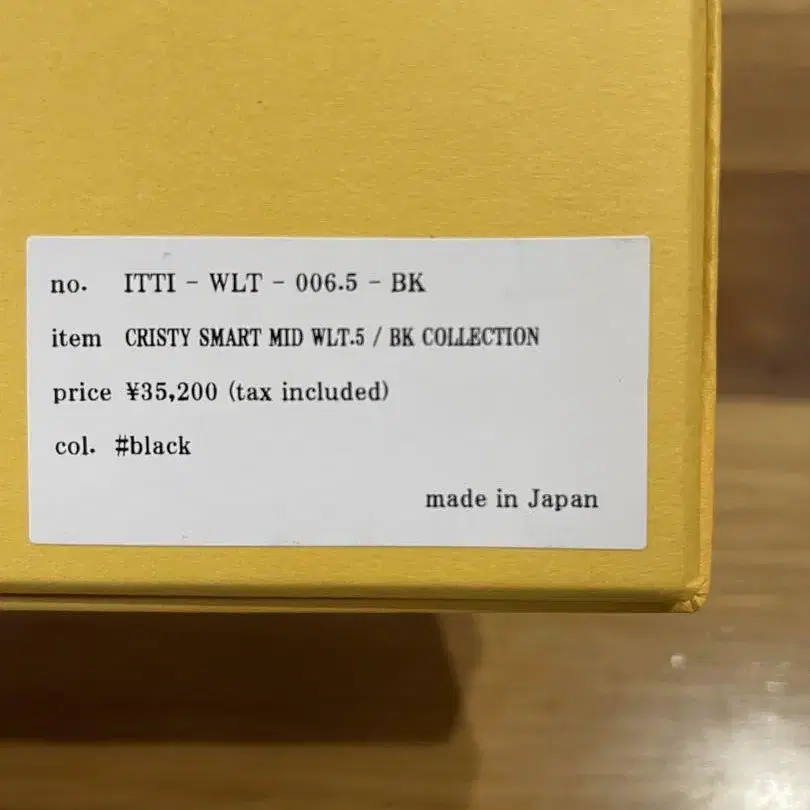 no. ITTI - WLT - 006.5 - BK
item CRISTY SMART MID WLT.5 / BK COLLECTION
price ¥35,200 (tax included)
col. #black
made in Japan